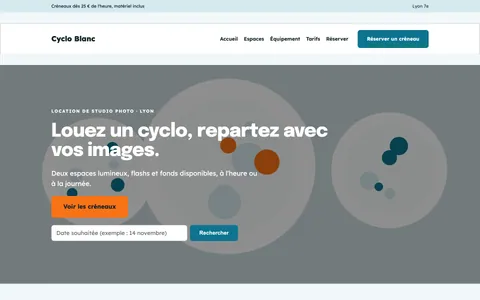 Créneaux dès 25 € de l'heure, matériel inclus
Lyon 7e
Cyclo Blanc
Accueil
Espaces
Équipement
Tarifs
Réserver
Réserver un créneau
LOCATION DE STUDIO PHOTO · LYON
Louez un cyclo, repartez avec
vos images.
Deux espaces lumineux, flashs et fonds disponibles, à l'heure ou
à la journée.
Voir les créneaux
Date souhaitée (exemple : 14 novembre)
Rechercher